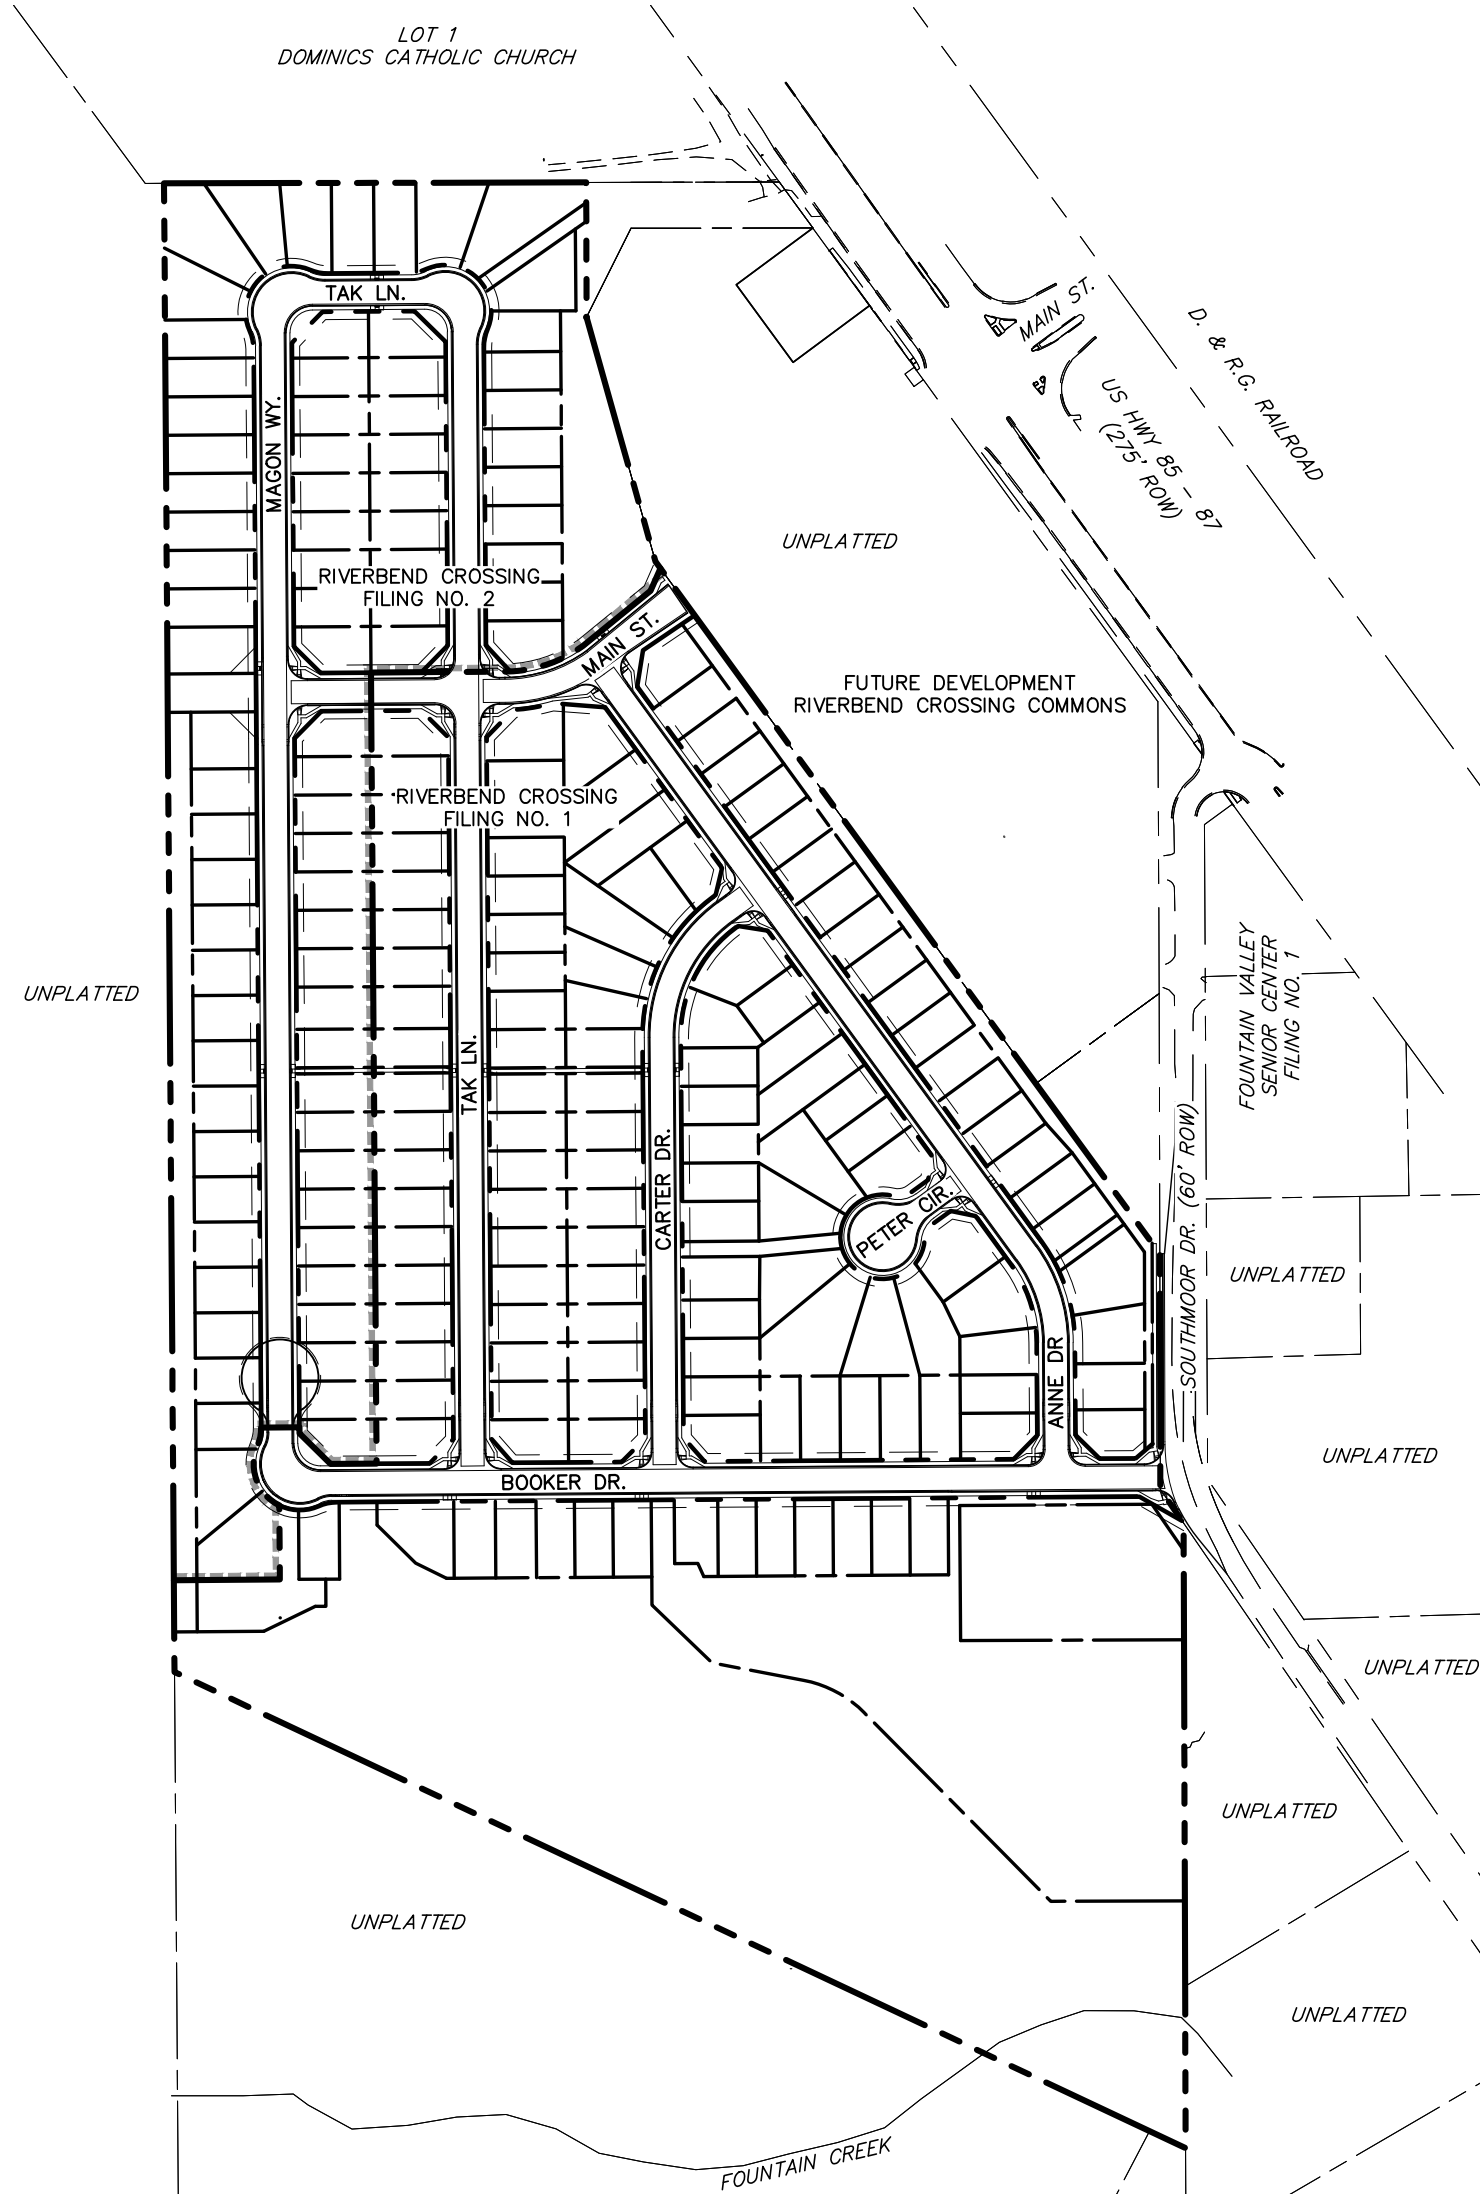 LOT 1
DOMINICS CATHOLIC CHURCH
TAK LN.
MAIN ST.
D. & R.G. RAILROAD
US HWY 85 - 87
(275' ROW)
MAGON WY.
UNPLATTED
RIVERBEND CROSSING
FILING NO. 2
MAIN ST.
FUTURE DEVELOPMENT
RIVERBEND CROSSING COMMONS
RIVERBEND CROSSING
FILING NO. 1
UNPLATTED
FOUNTAIN VALLEY
SENIOR CENTER
FILING NO. 1
TAK LN.
CARTER DR.
PETER CIR.
SOUTHMOOR DR. (60' ROW)
UNPLATTED
ANNE DR
UNPLATTED
BOOKER DR.
UNPLATTED
UNPLATTED
UNPLATTED
UNPLATTED
FOUNTAIN CREEK